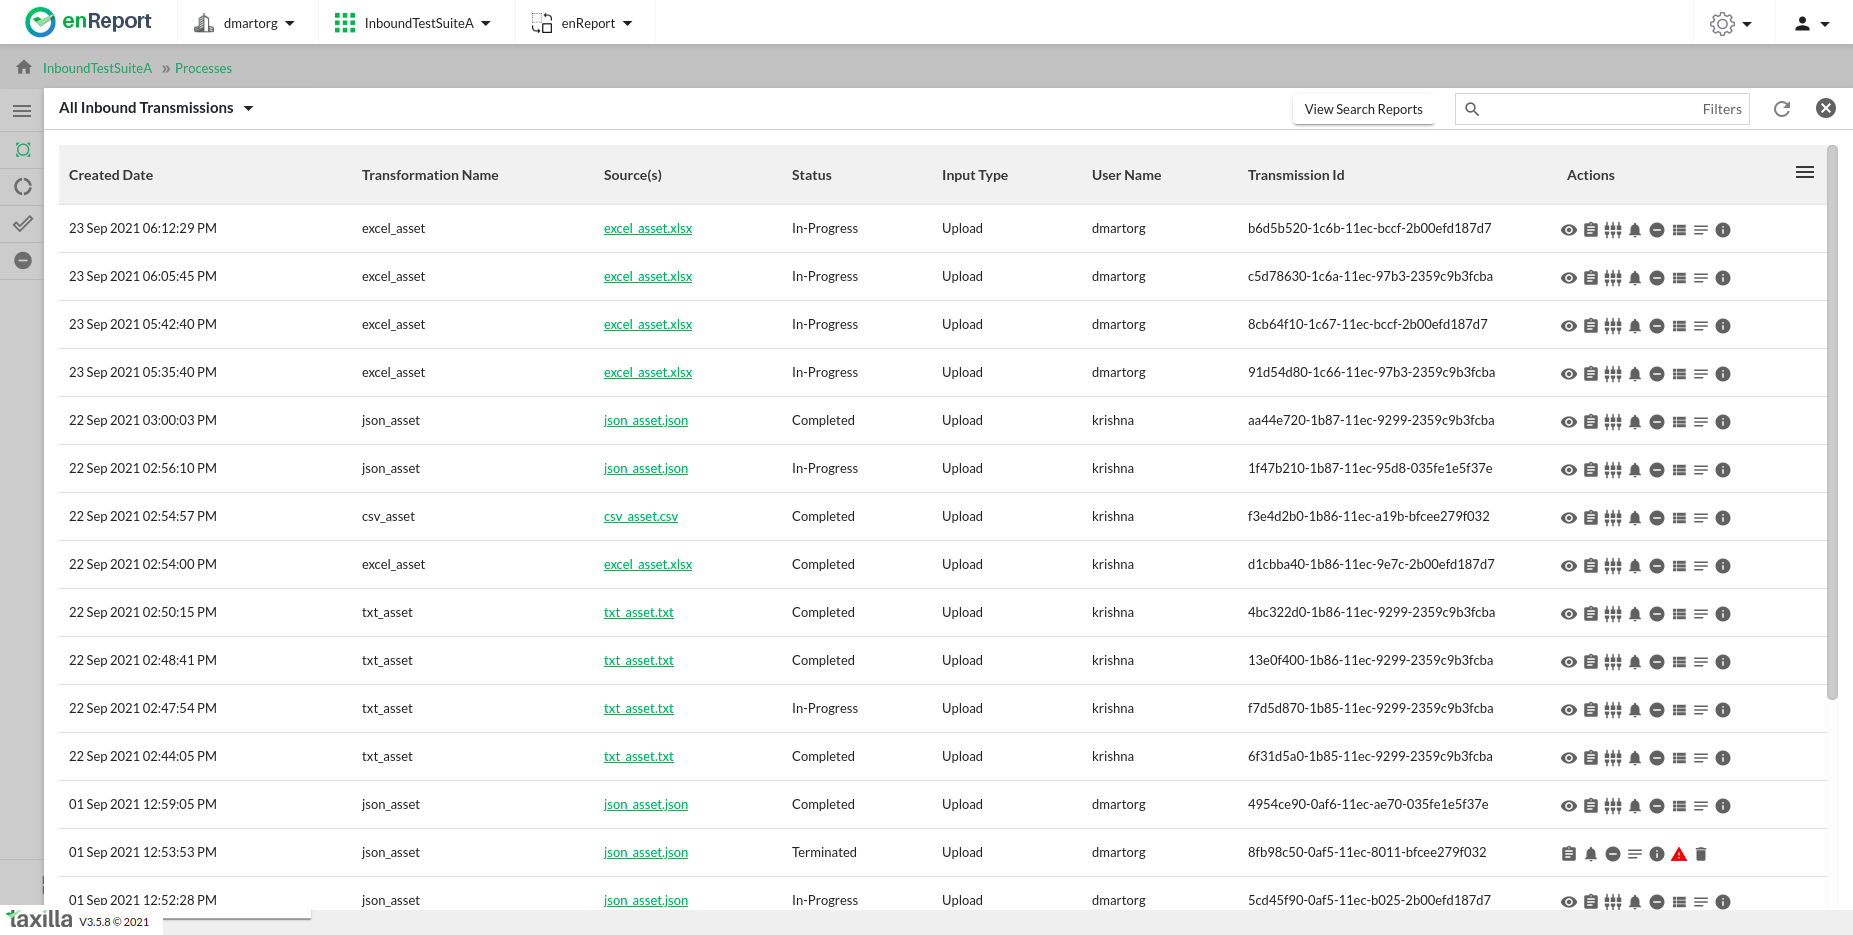 enReport dmartorg InboundTestSuiteA enReport
InboundTestSuiteA » Processes
All Inbound Transmissions View Search Reports Filters
Created Date Transformation Name Source(s) Status Input Type User Name Transmission Id Actions
23 Sep 2021 06:12:29 PM excel_asset excel_asset.xlsx In-Progress Upload dmartorg b6d5b520-1c6b-11ec-bccf-2b00efd187d7
23 Sep 2021 06:05:45 PM excel_asset excel_asset.xlsx In-Progress Upload dmartorg c5d78630-1c6a-11ec-97b3-2359c9b3fcba
23 Sep 2021 05:42:40 PM excel_asset excel_asset.xlsx In-Progress Upload dmartorg 8cb64f10-1c67-11ec-bccf-2b00efd187d7
23 Sep 2021 05:35:40 PM excel_asset excel_asset.xlsx In-Progress Upload dmartorg 91d54d80-1c66-11ec-97b3-2359c9b3fcba
22 Sep 2021 03:00:03 PM json_asset json_asset.json Completed Upload krishna aa44e720-1b87-11ec-9299-2359c9b3fcba
22 Sep 2021 02:56:10 PM json_asset json_asset.json In-Progress Upload krishna 1f47b210-1b87-11ec-95d8-035fe1e5f37e
22 Sep 2021 02:54:57 PM csv_asset csv_asset.csv Completed Upload krishna f3e4d2b0-1b86-11ec-a19b-bfcee279f032
22 Sep 2021 02:54:00 PM excel_asset excel_asset.xlsx Completed Upload krishna d1cbba40-1b86-11ec-9e7c-2b00efd187d7
22 Sep 2021 02:50:15 PM txt_asset txt_asset.txt Completed Upload krishna 4bc322d0-1b86-11ec-9299-2359c9b3fcba
22 Sep 2021 02:48:41 PM txt_asset txt_asset.txt Completed Upload krishna 13e0f400-1b86-11ec-9299-2359c9b3fcba
22 Sep 2021 02:47:54 PM txt_asset txt_asset.txt In-Progress Upload krishna f7d5d870-1b85-11ec-9299-2359c9b3fcba
22 Sep 2021 02:44:05 PM txt_asset txt_asset.txt Completed Upload krishna 6f31d5a0-1b85-11ec-9299-2359c9b3fcba
01 Sep 2021 12:59:05 PM json_asset json_asset.json Completed Upload dmartorg 4954ce90-0af6-11ec-ae70-035fe1e5f37e
01 Sep 2021 12:53:53 PM json_asset json_asset.json Terminated Upload dmartorg 8fb98c50-0af5-11ec-8011-bfcee279f032
01 Sep 2021 12:52:28 PM json_asset json_asset.json In-Progress Upload dmartorg 5cd45f90-0af5-11ec-b025-2b00efd187d7
taxilla V3.5.8 © 2021